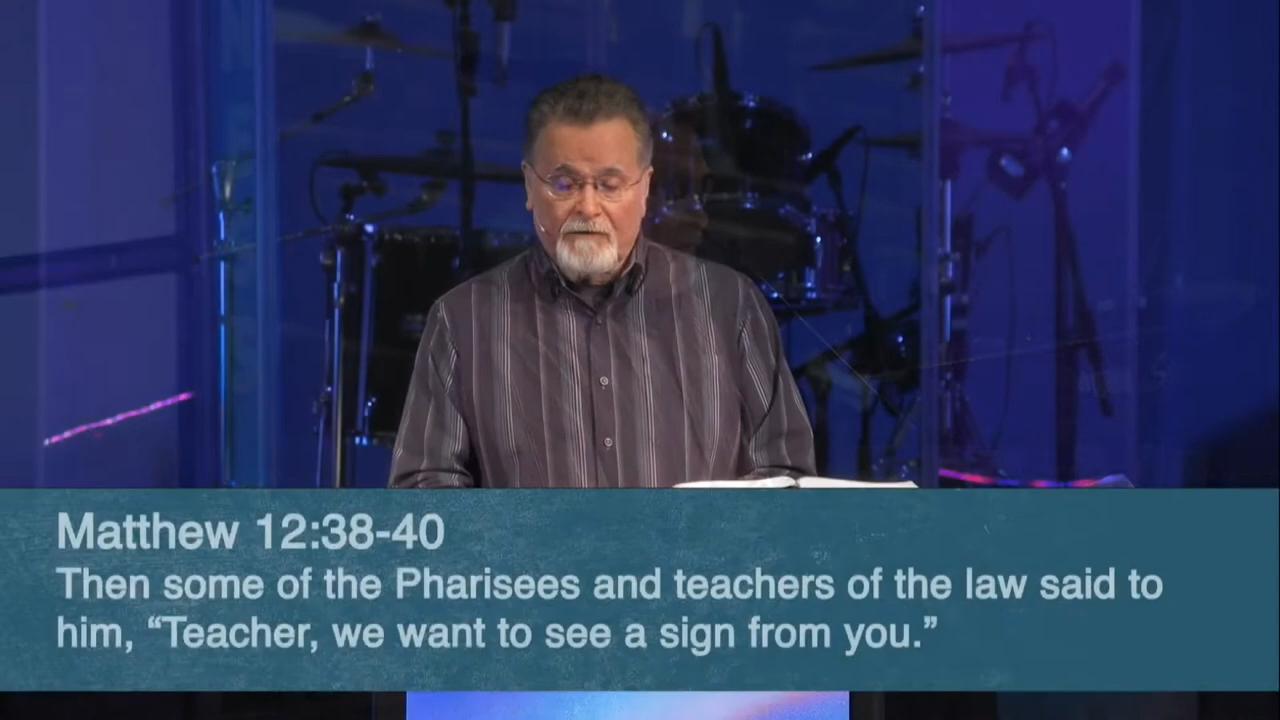 Matthew 12:38-40
Then some of the Pharisees and teachers of the law said to
him, “Teacher, we want to see a sign from you.”